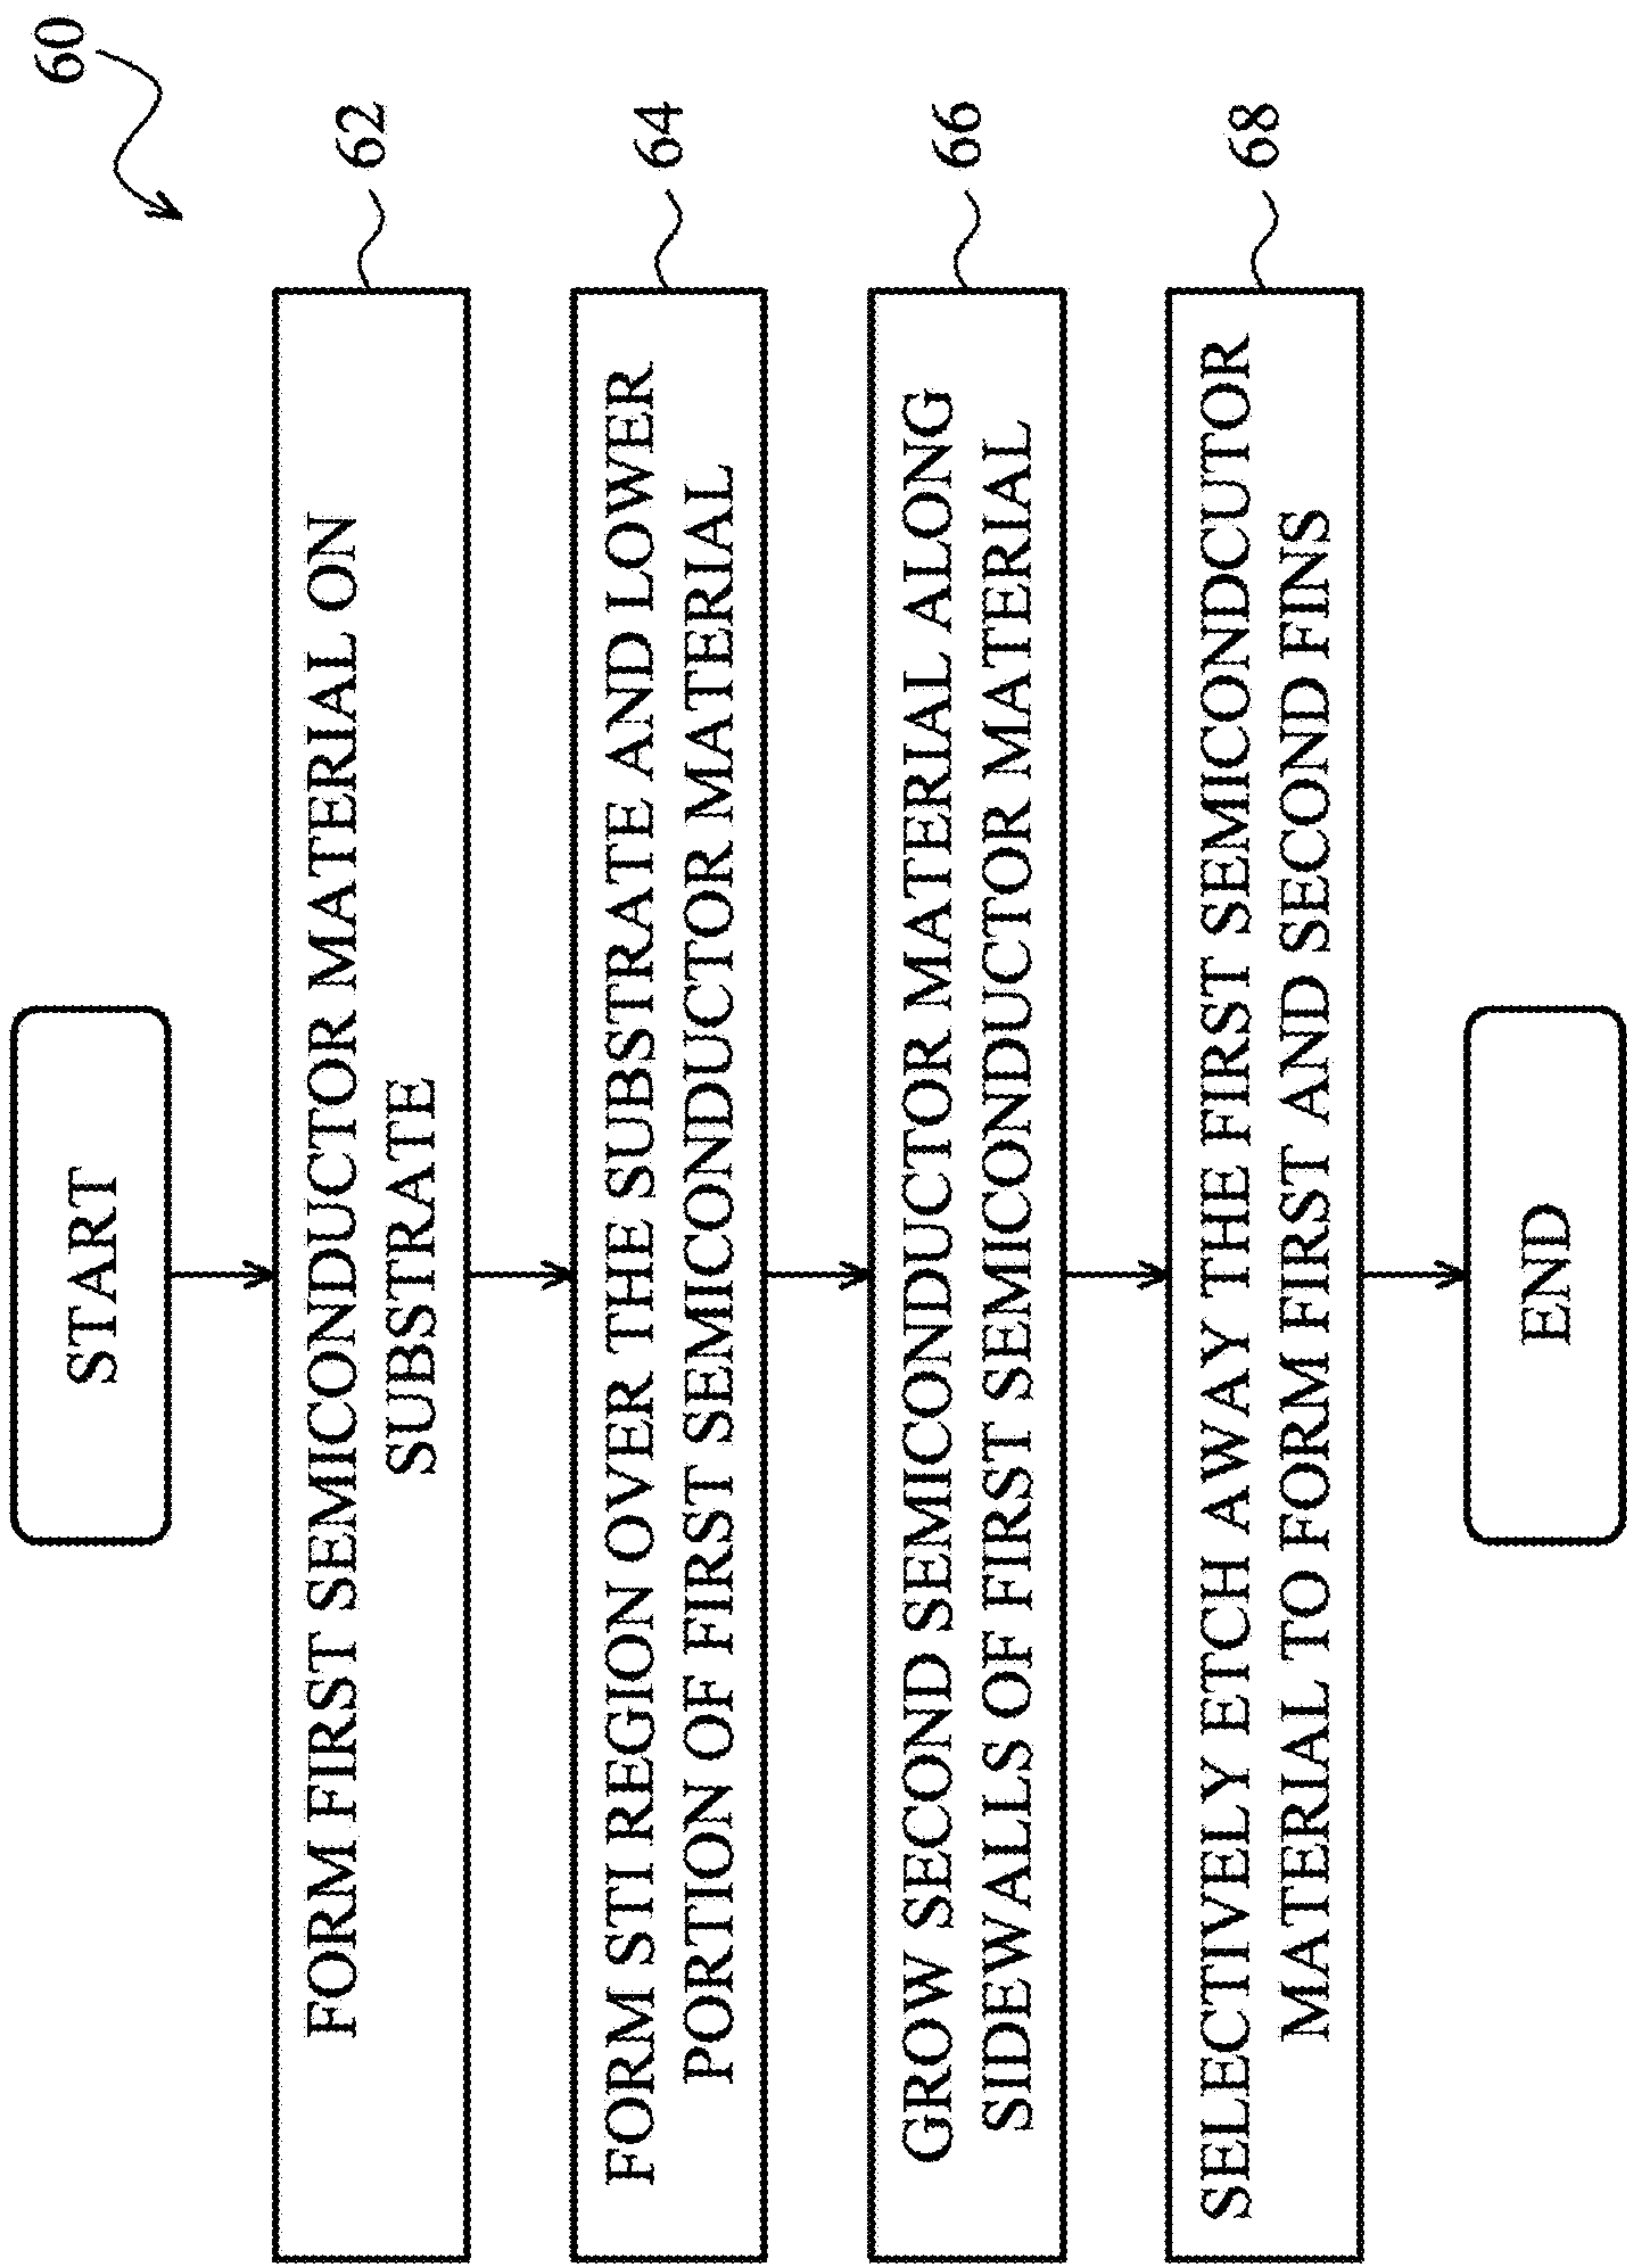 60
START
FORM FIRST SEMICONDUCTOR MATERIAL ON
SUBSTRATE
62
FORM STI REGION OVER THE SUBSTRATE AND LOWER
PORTION OF FIRST SEMICONDUCTOR MATERIAL
64
GROW SECOND SEMICONDUCTOR MATERIAL ALONG
SIDEWALLS OF FIRST SEMICONDUCTOR MATERIAL
66
SELECTIVELY ETCH AWAY THE FIRST SEMICONDCUTOR
MATERIAL TO FORM FIRST AND SECOND FINS
68
END